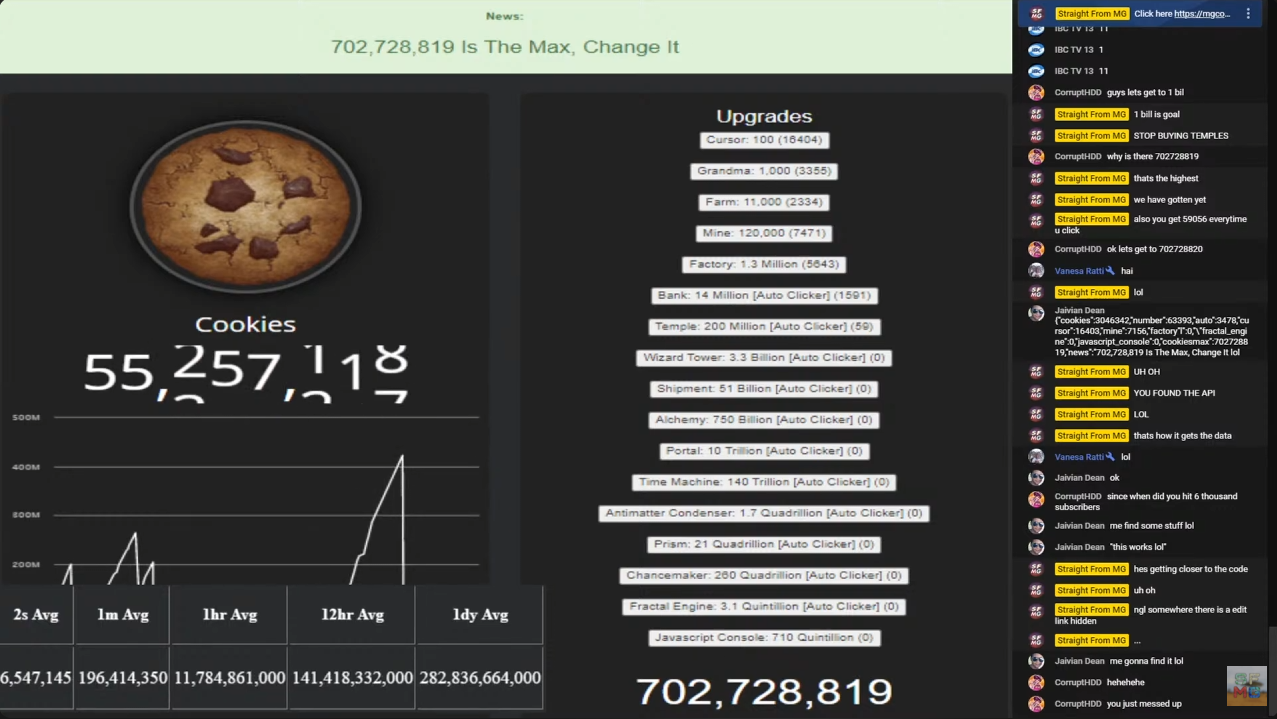 News:
702,728,819 Is The Max, Change It
Cookies
500M
400M
300M
200M
2s Avg 1m Avg 1hr Avg 12hr Avg 1dy Avg
6,547,145 196,414,350 11,784,861,000 141,418,332,000 282,836,664,000
Upgrades
Cursor: 100 (16404)
Grandma: 1,000 (3355)
Farm: 11,000 (2334)
Mine: 120,000 (7471)
Factory: 1.3 Million (5643)
Bank: 14 Million [Auto Clicker] (1591)
Temple: 200 Million [Auto Clicker] (59)
Wizard Tower: 3.3 Billion [Auto Clicker] (0)
Shipment: 51 Billion [Auto Clicker] (0)
Alchemy: 750 Billion [Auto Clicker] (0)
Portal: 10 Trillion [Auto Clicker] (0)
Time Machine: 140 Trillion [Auto Clicker] (0)
Antimatter Condenser: 1.7 Quadrillion [Auto Clicker] (0)
Prism: 21 Quadrillion [Auto Clicker] (0)
Chancemaker: 260 Quadrillion [Auto Clicker] (0)
Fractal Engine: 3.1 Quintillion [Auto Clicker] (0)
Javascript Console: 710 Quintillion (0)
702,728,819
Straight From MG Click here https://mgco...
IBC TV 13 11
IBC TV 13 1
IBC TV 13 11
CorruptHDD guys lets get to 1 bil
Straight From MG 1 bill is goal
Straight From MG STOP BUYING TEMPLES
CorruptHDD why is there 702728819
Straight From MG thats the highest
Straight From MG we have gotten yet
Straight From MG also you get 59056 everytime
u click
CorruptHDD ok lets get to 702728820
Vanesa Ratti hai
Straight From MG lol
Jaivian Dean
{"cookies":3046342,"number":63393,"auto":3478,"cu
rsor":16403,"mine":7156,"factory"l":0,"\"fractal_engi
ne":0,"javascript_console":0,"cookiesmax":7027288
19,"news":"702,728,819 Is The Max, Change It lol
Straight From MG UH OH
Straight From MG YOU FOUND THE API
Straight From MG LOL
Straight From MG thats how it gets the data
Vanesa Ratti lol
Jaivian Dean ok
CorruptHDD since when did you hit 6 thousand
subscribers
Jaivian Dean me find some stuff lol
Jaivian Dean "this works lol"
Straight From MG hes getting closer to the code
Straight From MG uh oh
Straight From MG ngl somewhere there is a edit
link hidden
Straight From MG ...
Jaivian Dean me gonna find it lol
CorruptHDD hehehehe
CorruptHDD you just messed up